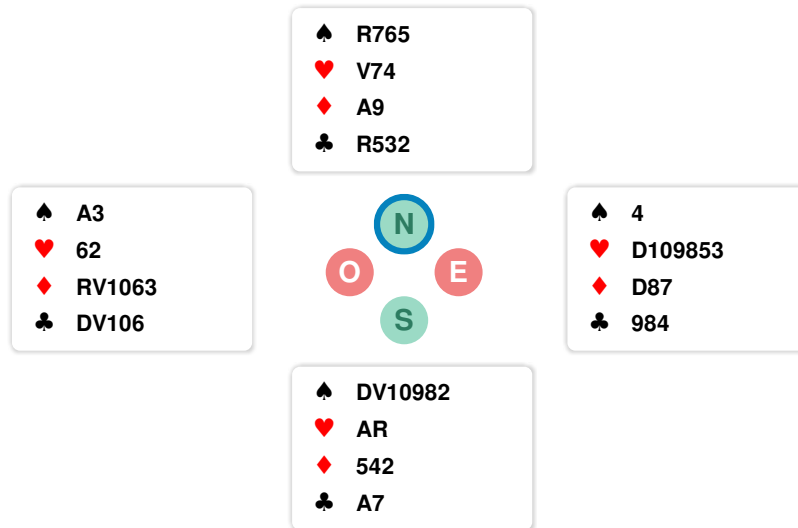 ♠ R765
♥ V74
♦ A9
♣ R532
♠ A3
♥ 62
♦ RV1063
♣ DV106
N
O E
S
♠ 4
♥ D109853
♦ D87
♣ 984
♠ DV10982
♥ AR
♦ 542
♣ A7